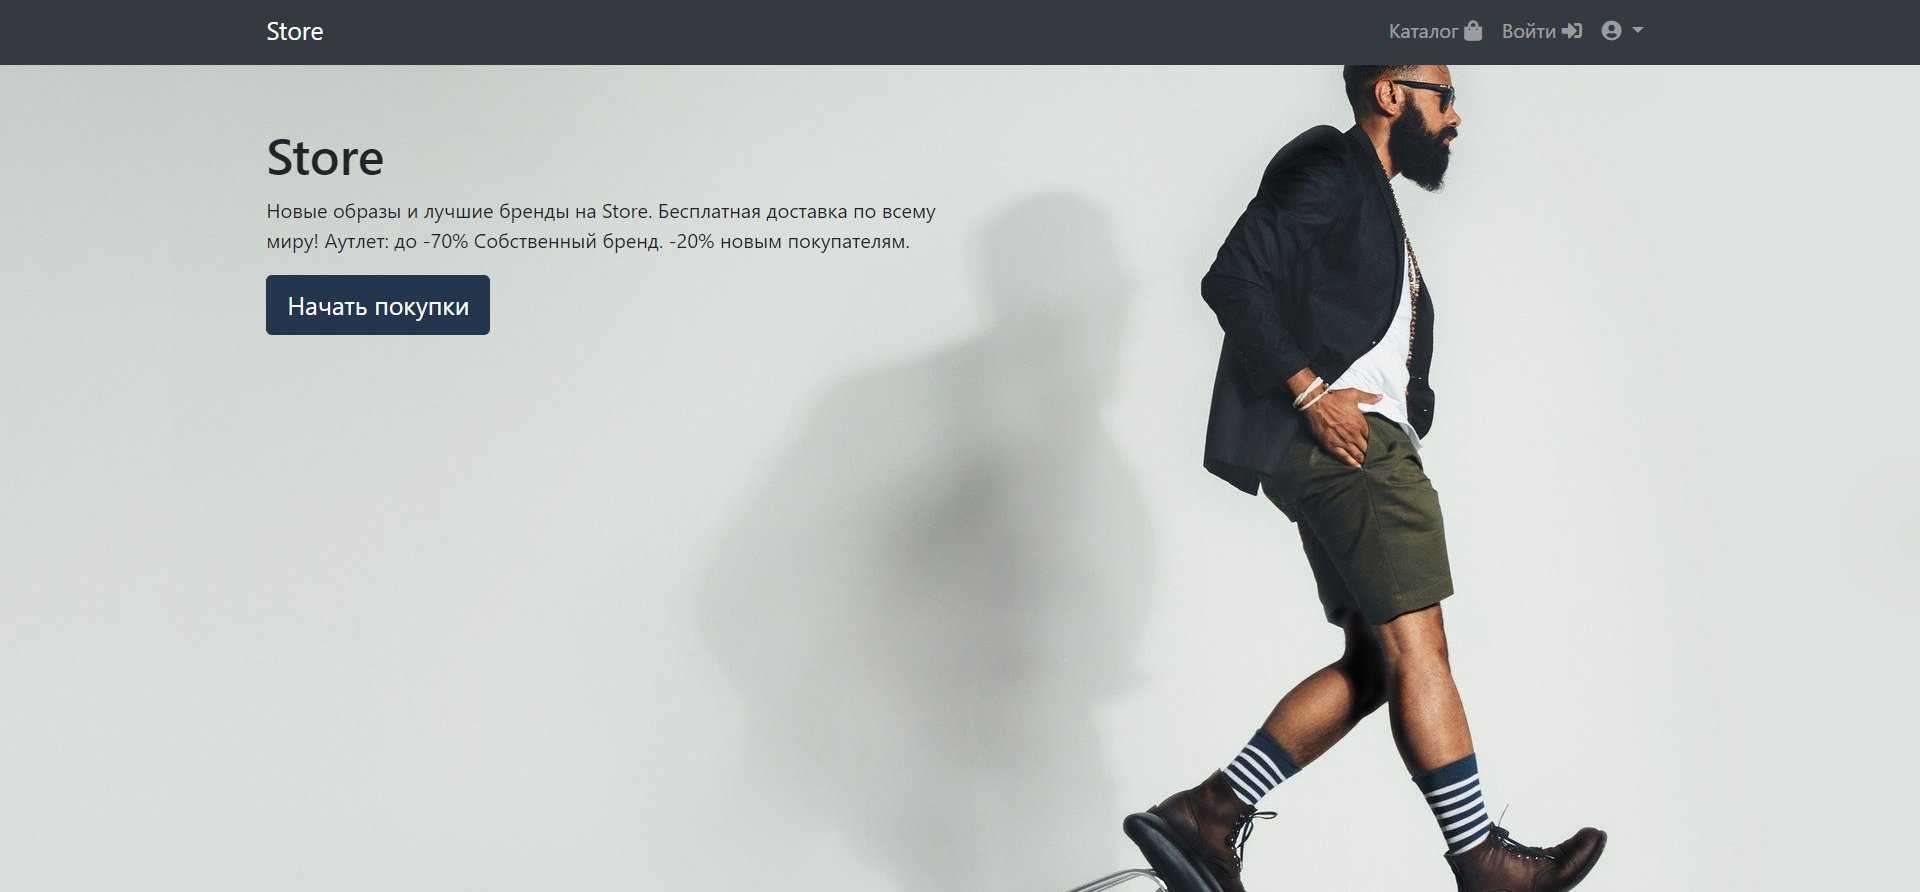 Store
Каталог
Войти
Store
Новые образы и лучшие бренды на Store. Бесплатная доставка по всему
миру! Аутлет: до -70% Собственный бренд. -20% новым покупателям.
Начать покупки